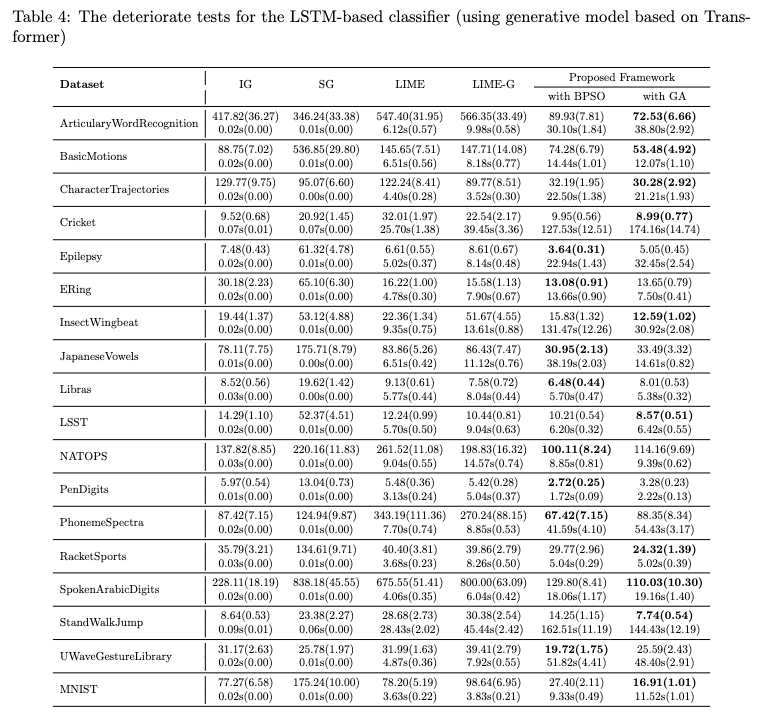 Table 4: The deteriorate tests for the LSTM-based classifier (using generative model based on Trans-
former)
Dataset IG SG LIME LIME-G Proposed Framework
with BPSO with GA
ArticularyWordRecognition 417.82(36.27) 346.24(33.38) 547.40(31.95) 566.35(33.49) 89.93(7.81) 72.53(6.66)
0.02s(0.00) 0.01s(0.00) 6.12s(0.57) 9.98s(0.58) 30.10s(1.84) 38.80s(2.92)
BasicMotions 88.75(7.02) 536.85(29.80) 145.65(7.51) 147.71(14.08) 74.28(6.79) 53.48(4.92)
0.02s(0.00) 0.01s(0.00) 6.51s(0.56) 8.18s(0.77) 14.44s(1.01) 12.07s(1.10)
CharacterTrajectories 129.77(9.75) 95.07(6.60) 122.24(8.41) 89.77(8.51) 32.19(1.95) 30.28(2.92)
0.02s(0.00) 0.00s(0.00) 4.40s(0.28) 3.52s(0.30) 22.50s(1.38) 21.21s(1.93)
Cricket 9.52(0.68) 20.92(1.45) 32.01(1.97) 22.54(2.17) 9.95(0.56) 8.99(0.77)
0.07s(0.01) 0.07s(0.00) 25.70s(1.38) 39.45s(3.36) 127.53s(12.51) 174.16s(14.74)
Epilepsy 7.48(0.43) 61.32(4.78) 6.61(0.55) 8.61(0.67) 3.64(0.31) 5.05(0.45)
0.02s(0.00) 0.01s(0.00) 5.02s(0.37) 8.14s(0.48) 22.94s(1.43) 32.45s(2.54)
ERing 30.18(2.23) 65.10(6.30) 16.22(1.00) 15.58(1.13) 13.08(0.91) 13.65(0.79)
0.02s(0.00) 0.01s(0.00) 4.78s(0.30) 7.90s(0.67) 13.66s(0.90) 7.50s(0.41)
InsectWingbeat 19.44(1.37) 53.12(4.88) 22.36(1.34) 51.67(4.55) 15.83(1.32) 12.59(1.02)
0.02s(0.00) 0.01s(0.00) 9.35s(0.75) 13.61s(0.88) 131.47s(12.26) 30.92s(2.08)
JapaneseVowels 78.11(7.75) 175.71(8.79) 83.86(5.26) 86.43(7.47) 30.95(2.13) 33.49(3.32)
0.01s(0.00) 0.00s(0.00) 6.51s(0.42) 11.12s(0.76) 38.19s(2.03) 14.61s(0.82)
Libras 8.52(0.56) 19.62(1.42) 9.13(0.61) 7.58(0.72) 6.48(0.44) 8.01(0.53)
0.03s(0.00) 0.00s(0.00) 5.77s(0.44) 8.04s(0.44) 5.70s(0.47) 5.38s(0.32)
LSST 14.29(1.10) 52.37(4.51) 12.24(0.99) 10.44(0.81) 10.21(0.54) 8.57(0.51)
0.02s(0.00) 0.01s(0.00) 5.70s(0.50) 9.04s(0.63) 6.20s(0.32) 6.42s(0.55)
NATOPS 137.82(8.85) 220.16(11.83) 261.52(11.08) 198.83(16.32) 100.11(8.24) 114.16(9.69)
0.03s(0.00) 0.01s(0.00) 9.04s(0.55) 14.57s(0.74) 8.85s(0.81) 9.39s(0.62)
PenDigits 5.97(0.54) 13.04(0.73) 5.48(0.36) 5.42(0.28) 2.72(0.25) 3.28(0.23)
0.01s(0.00) 0.01s(0.00) 3.13s(0.24) 5.04s(0.37) 1.72s(0.09) 2.22s(0.13)
PhonemeSpectra 87.42(7.15) 124.94(9.87) 343.19(111.36) 270.24(88.15) 67.42(7.15) 88.35(8.34)
0.02s(0.00) 0.01s(0.00) 7.70s(0.74) 8.85s(0.53) 41.59s(4.10) 54.43s(3.17)
RacketSports 35.79(3.21) 134.61(9.71) 40.40(3.81) 39.86(2.79) 29.77(2.96) 24.32(1.39)
0.03s(0.00) 0.01s(0.00) 3.68s(0.23) 8.26s(0.50) 5.04s(0.29) 5.02s(0.39)
SpokenArabicDigits 228.11(18.19) 838.18(45.55) 675.55(51.41) 800.00(63.09) 129.80(8.41) 110.03(10.30)
0.02s(0.00) 0.01s(0.00) 4.06s(0.35) 6.04s(0.42) 18.06s(1.17) 19.16s(1.40)
StandWalkJump 8.64(0.53) 23.38(2.27) 28.68(2.73) 30.38(2.54) 14.25(1.15) 7.74(0.54)
0.09s(0.01) 0.06s(0.00) 28.43s(2.02) 45.44s(2.42) 162.51s(11.19) 144.43s(12.19)
UWaveGestureLibrary 31.17(2.63) 25.78(1.97) 31.99(1.63) 39.41(2.79) 19.72(1.75) 25.59(2.43)
0.02s(0.00) 0.01s(0.00) 4.87s(0.36) 7.92s(0.55) 51.82s(4.41) 48.40s(2.91)
MNIST 77.27(6.58) 175.24(10.00) 78.20(5.19) 98.64(6.95) 27.40(2.11) 16.91(1.01)
0.02s(0.00) 0.01s(0.00) 3.63s(0.22) 3.83s(0.21) 9.33s(0.49) 11.52s(1.01)